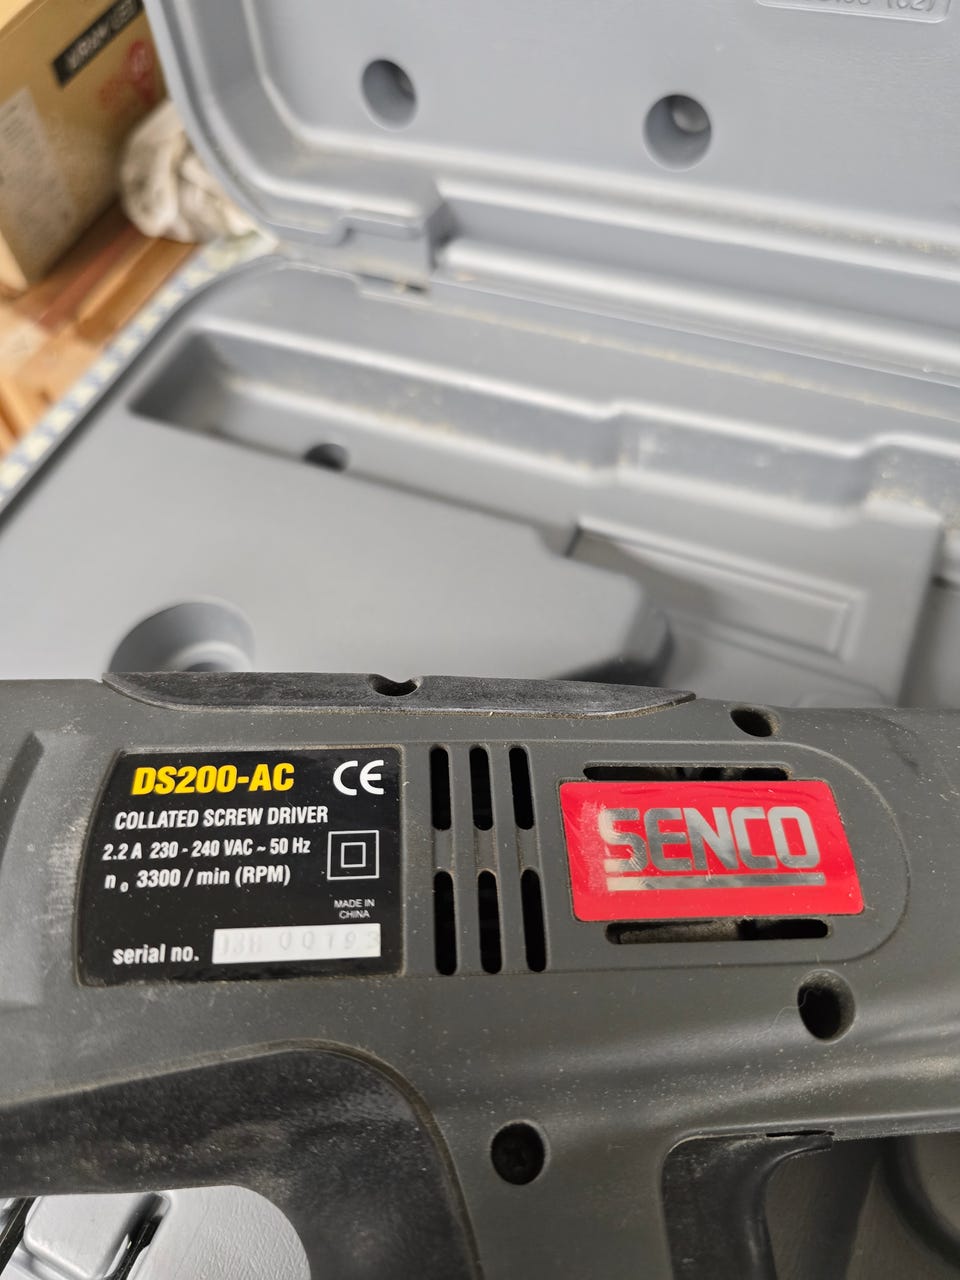 DS200-AC
CE
COLLATED SCREW DRIVER
2.2 A 230 - 240 VAC ~ 50 Hz
n₀ 3300 / min (RPM)
MADE IN
CHINA
serial no.
SENCO